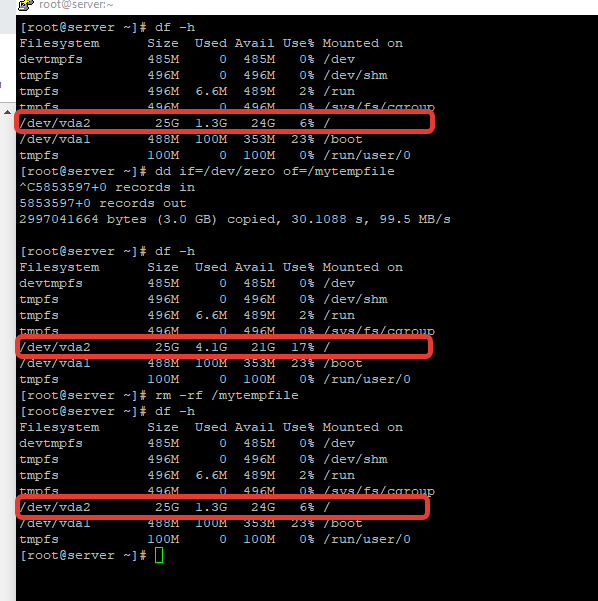 root@server:~
[root@server ~]# df -h
Filesystem      Size  Used Avail Use% Mounted on
devtmpfs        485M     0  485M   0% /dev
tmpfs           496M     0  496M   0% /dev/shm
tmpfs           496M  6.6M  489M   2% /run
tmpfs           496M     0  496M   0% /sys/fs/cgroup
/dev/vda2        25G  1.3G   24G   6% /
/dev/vda1       488M  100M  353M  23% /boot
tmpfs           100M     0  100M   0% /run/user/0
[root@server ~]# dd if=/dev/zero of=/mytempfile
^C5853597+0 records in
5853597+0 records out
2997041664 bytes (3.0 GB) copied, 30.1088 s, 99.5 MB/s
[root@server ~]# df -h
Filesystem      Size  Used Avail Use% Mounted on
devtmpfs        485M     0  485M   0% /dev
tmpfs           496M     0  496M   0% /dev/shm
tmpfs           496M  6.6M  489M   2% /run
tmpfs           496M     0  496M   0% /sys/fs/cgroup
/dev/vda2        25G  4.1G   21G  17% /
/dev/vda1       488M  100M  353M  23% /boot
tmpfs           100M     0  100M   0% /run/user/0
[root@server ~]# rm -rf /mytempfile
[root@server ~]# df -h
Filesystem      Size  Used Avail Use% Mounted on
devtmpfs        485M     0  485M   0% /dev
tmpfs           496M     0  496M   0% /dev/shm
tmpfs           496M  6.6M  489M   2% /run
tmpfs           496M     0  496M   0% /sys/fs/cgroup
/dev/vda2        25G  1.3G   24G   6% /
/dev/vda1       488M  100M  353M  23% /boot
tmpfs           100M     0  100M   0% /run/user/0
[root@server ~]#